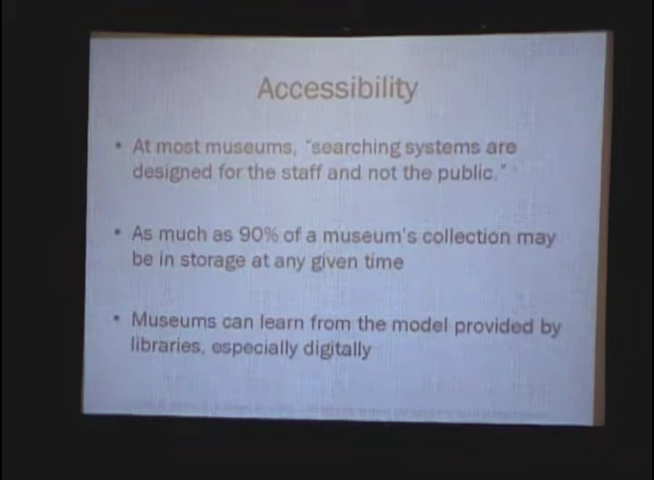 Accessibility
• At most museums, "searching systems are
designed for the staff and not the public."
• As much as 90% of a museum's collection may
be in storage at any given time
• Museums can learn from the model provided by
libraries, especially digitally